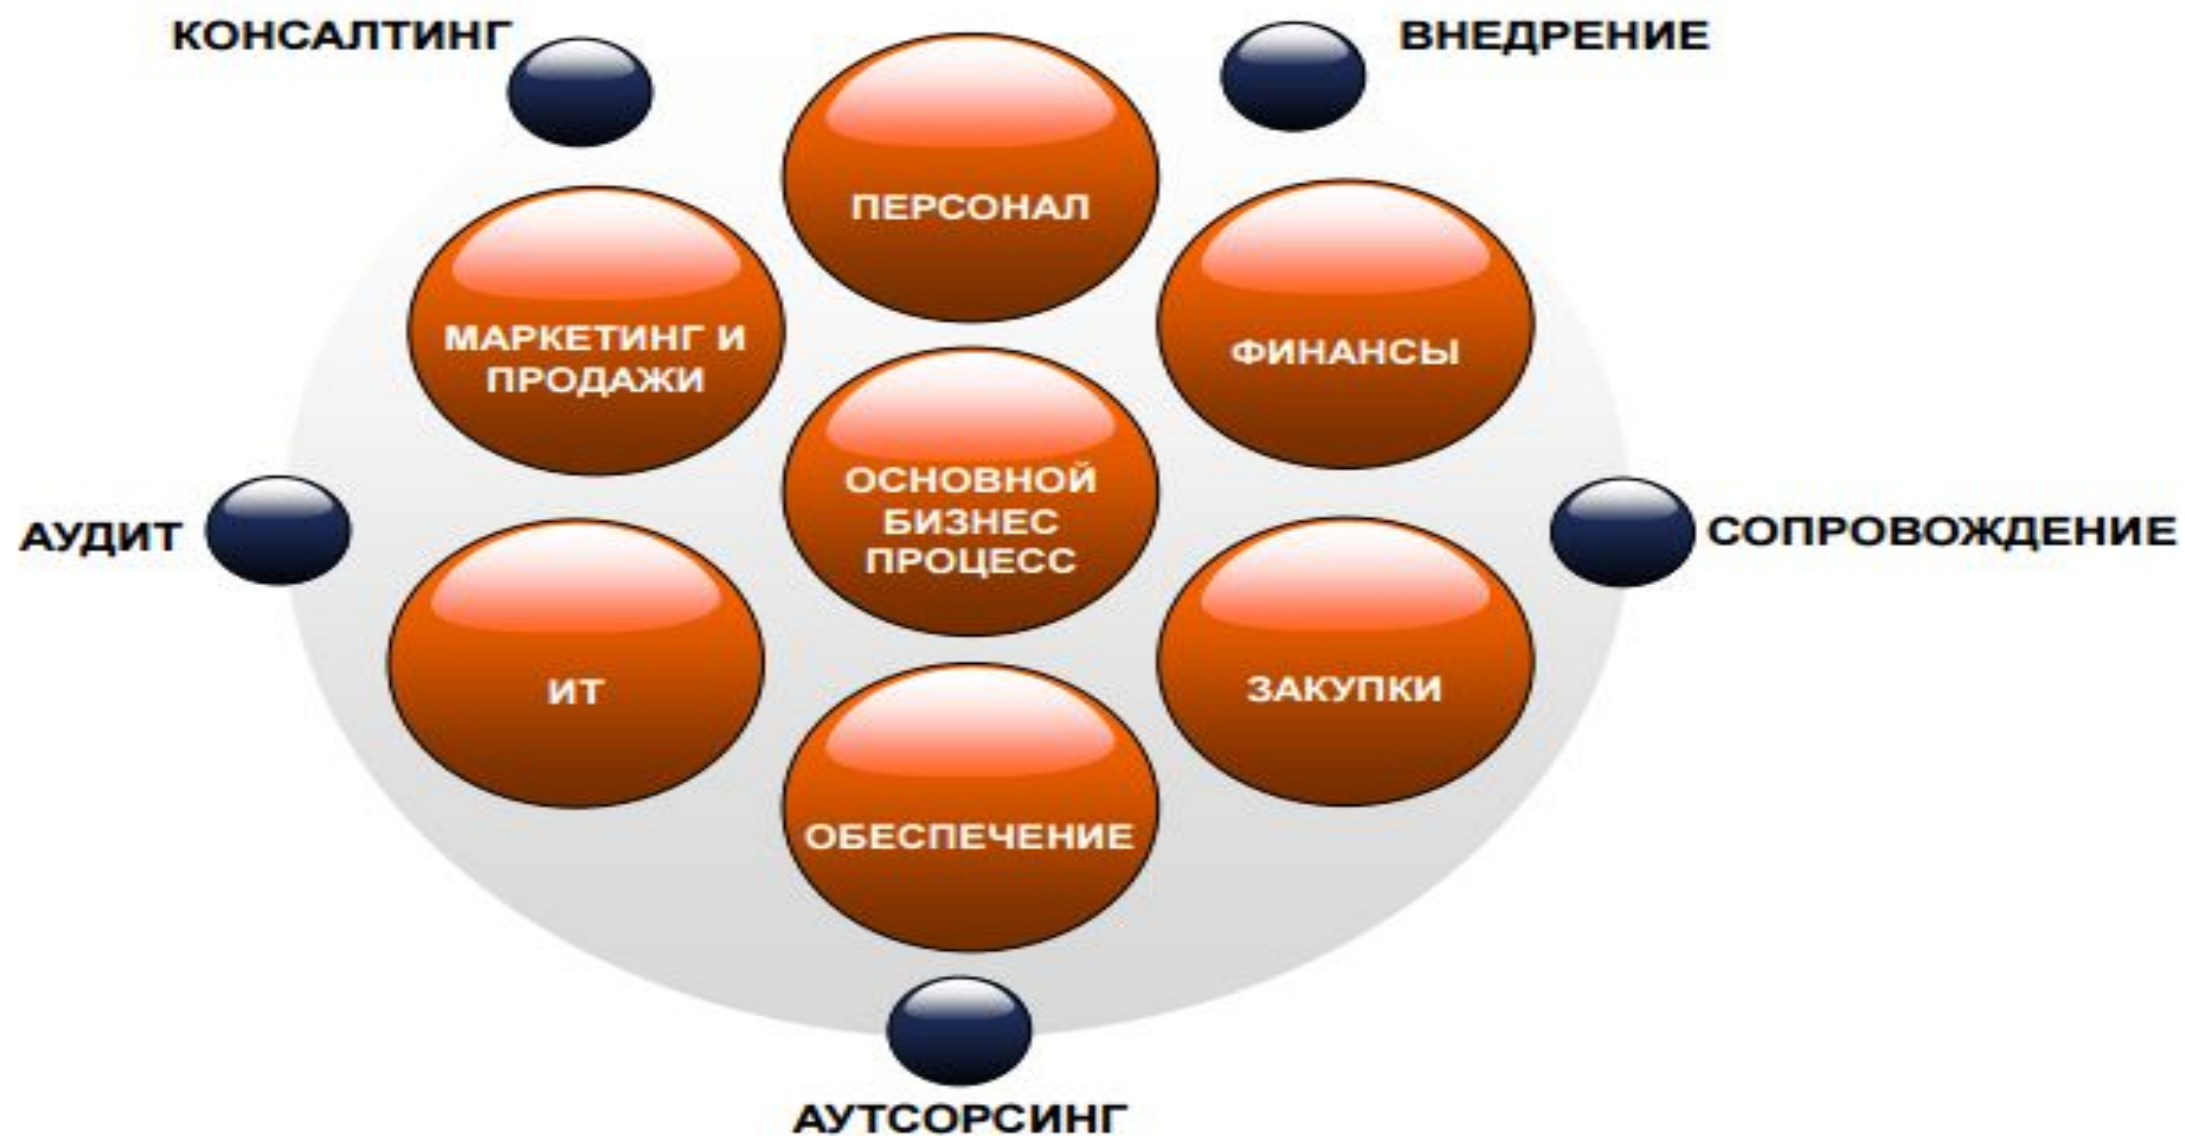 КОНСАЛТИНГ
ВНЕДРЕНИЕ
ПЕРСОНАЛ
МАРКЕТИНГ И
ПРОДАЖИ
ФИНАНСЫ
ОСНОВНОЙ
БИЗНЕС
ПРОЦЕСС
АУДИТ
СОПРОВОЖДЕНИЕ
ИТ
ЗАКУПКИ
ОБЕСПЕЧЕНИЕ
АУТСОРСИНГ